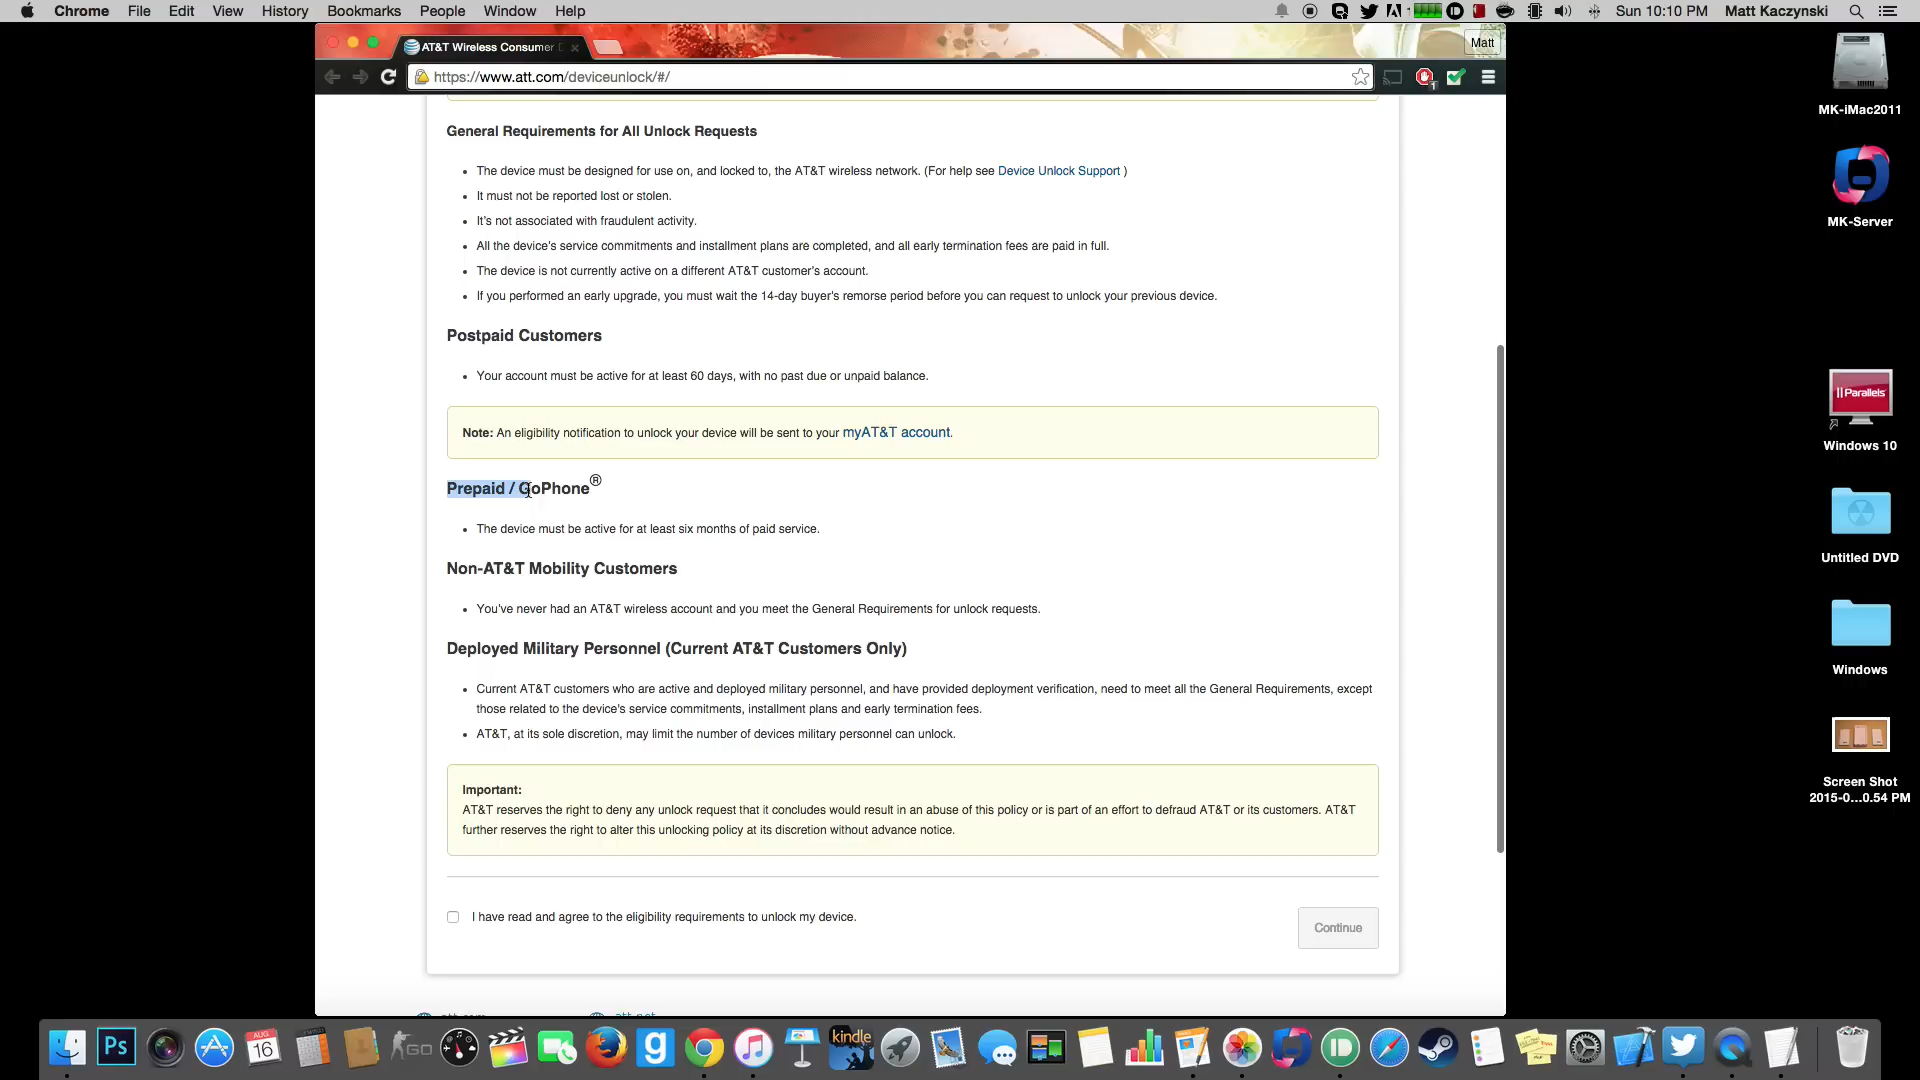 Chrome File Edit View History Bookmarks People Window Help
Sun 10:10 PM Matt Kaczynski
AT&T Wireless Consumer
Matt
https://www.att.com/deviceunlock/#/
General Requirements for All Unlock Requests
• The device must be designed for use on, and locked to, the AT&T wireless network. (For help see Device Unlock Support )
• It must not be reported lost or stolen.
• It's not associated with fraudulent activity.
• All the device's service commitments and installment plans are completed, and all early termination fees are paid in full.
• The device is not currently active on a different AT&T customer's account.
• If you performed an early upgrade, you must wait the 14-day buyer's remorse period before you can request to unlock your previous device.
Postpaid Customers
• Your account must be active for at least 60 days, with no past due or unpaid balance.
Note: An eligibility notification to unlock your device will be sent to your myAT&T account.
Prepaid / GoPhone®
• The device must be active for at least six months of paid service.
Non-AT&T Mobility Customers
• You've never had an AT&T wireless account and you meet the General Requirements for unlock requests.
Deployed Military Personnel (Current AT&T Customers Only)
• Current AT&T customers who are active and deployed military personnel, and have provided deployment verification, need to meet all the General Requirements, except
those related to the device's service commitments, installment plans and early termination fees.
• AT&T, at its sole discretion, may limit the number of devices military personnel can unlock.
Important:
AT&T reserves the right to deny any unlock request that it concludes would result in an abuse of this policy or is part of an effort to defraud AT&T or its customers. AT&T
further reserves the right to alter this unlocking policy at its discretion without advance notice.
I have read and agree to the eligibility requirements to unlock my device.
Continue
MK-iMac2011
MK-Server
Parallels
Windows 10
Untitled DVD
Windows
Screen Shot
2015-0...0.54 PM
Ps
AUG
16
GO
g
kindle